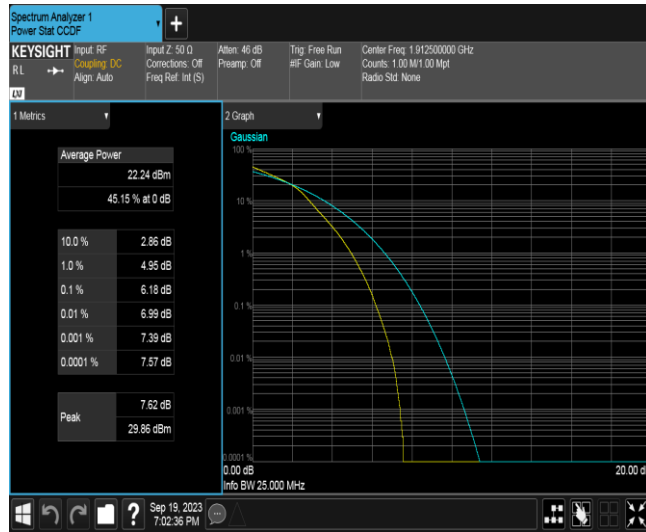 Spectrum Analyzer 1
Power Stat CCDF
+
KEYSIGHT
RL
LXI
Input: RF
Coupling: DC
Align: Auto
Input Z: 50 Ω
Corrections: Off
Freq Ref: Int (S)
Atten: 46 dB
Preamp: Off
Trig: Free Run
#IF Gain: Low
Center Freq: 1.912500000 GHz
Counts: 1.00 M/1.00 Mpt
Radio Std: None
1 Metrics
Average Power
22.24 dBm
45.15 % at 0 dB
10.0 % 2.86 dB
1.0 % 4.95 dB
0.1 % 6.18 dB
0.01 % 6.99 dB
0.001 % 7.39 dB
0.0001 % 7.57 dB
Peak
7.62 dB
29.86 dBm
2 Graph
Gaussian
100 %
10 %
1 %
0.1 %
0.01 %
0.001 %
0.0001 %
0.00 dB
20.00 d
Info BW 25.000 MHz
?
Sep 19, 2023
7:02:36 PM